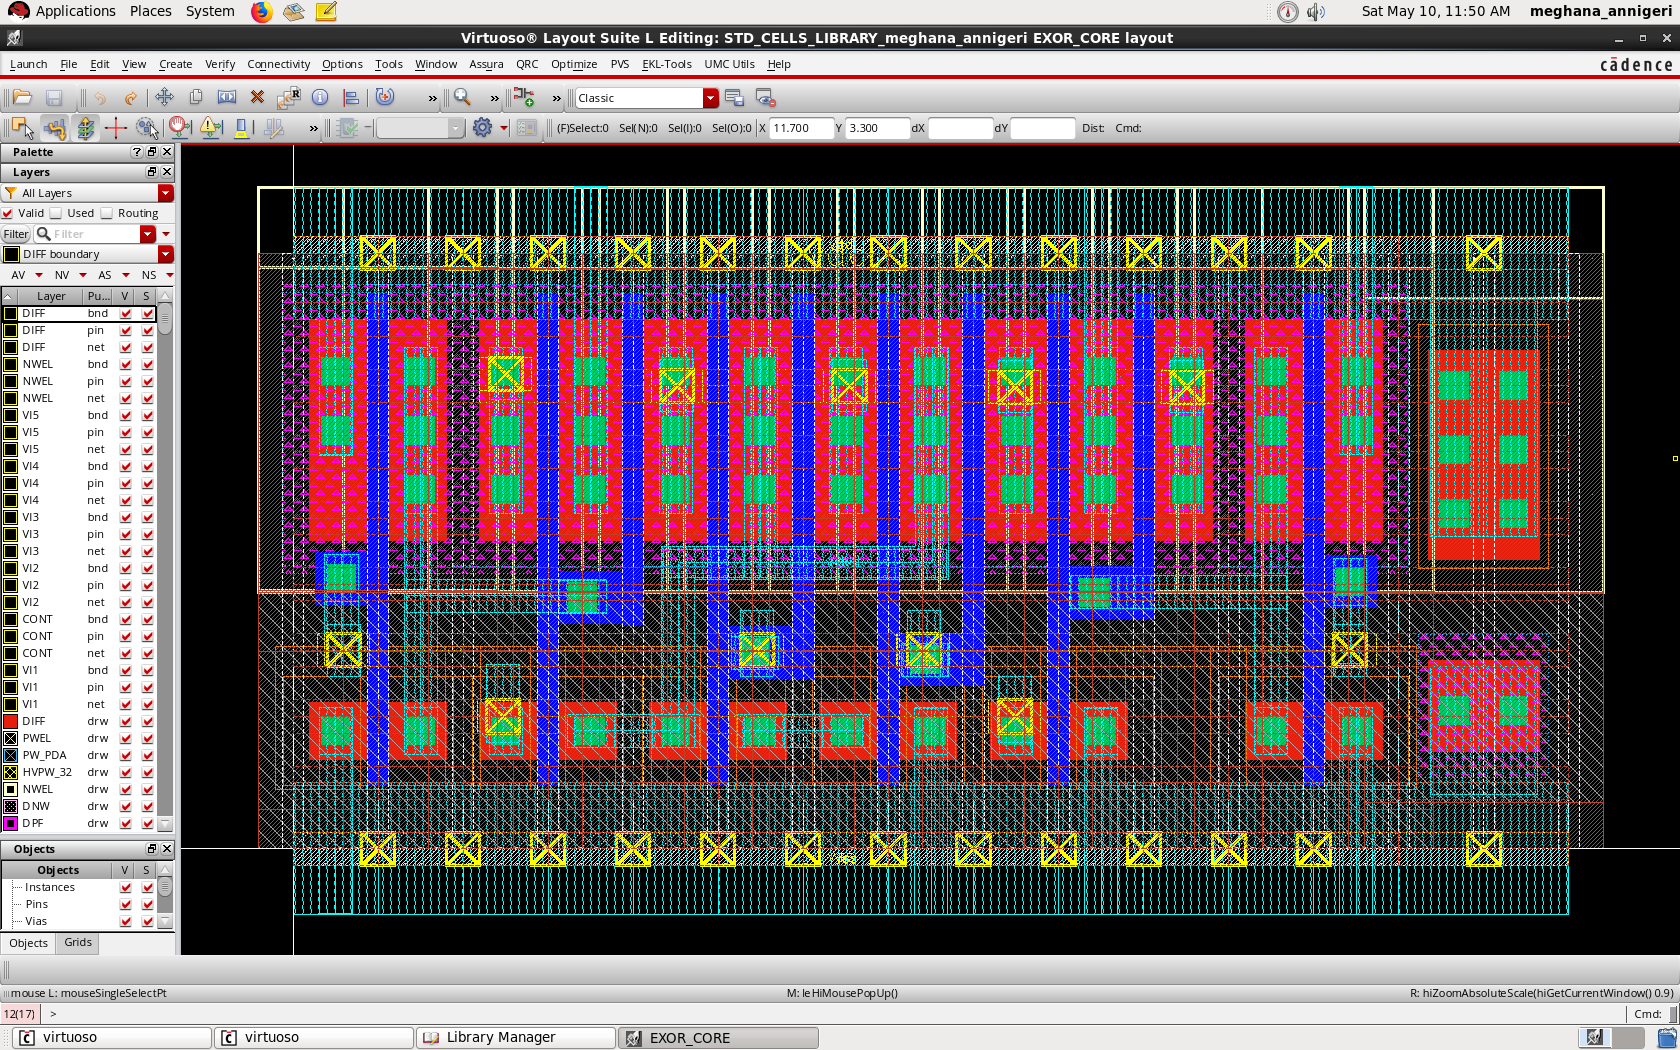 Applications Places System Sat May 10, 11:50 AM meghana_annigeri
Virtuoso® Layout Suite L Editing: STD_CELLS_LIBRARY_meghana_annigeri EXOR_CORE layout
Launch File Edit View Create Verify Connectivity Options Tools Window Assura QRC Optimize PVS EKL-Tools UMC Utils Help cādence
» » » Classic
» (F)Select:0 Sel(N):0 Sel(I):0 Sel(O):0 X 11.700 Y 3.300 dX dY Dist: Cmd:
Palette
Layers
All Layers
Valid Used Routing
Filter Filter
DIFF boundary
AV NV AS NS
Layer Pu... V S
DIFF bnd
DIFF pin
DIFF net
NWEL bnd
NWEL pin
NWEL net
VI5 bnd
VI5 pin
VI5 net
VI4 bnd
VI4 pin
VI4 net
VI3 bnd
VI3 pin
VI3 net
VI2 bnd
VI2 pin
VI2 net
CONT bnd
CONT pin
CONT net
VI1 bnd
VI1 pin
VI1 net
DIFF drw
PWEL drw
PW_PDA drw
HVPW_32 drw
NWEL drw
DNW drw
DPF drw
Objects
Objects V S
Instances
Pins
Vias
Objects Grids
mouse L: mouseSingleSelectPt M: leHiMousePopUp() R: hiZoomAbsoluteScale(hiGetCurrentWindow() 0.9)
12(17) > Cmd:
virtuoso virtuoso Library Manager EXOR_CORE